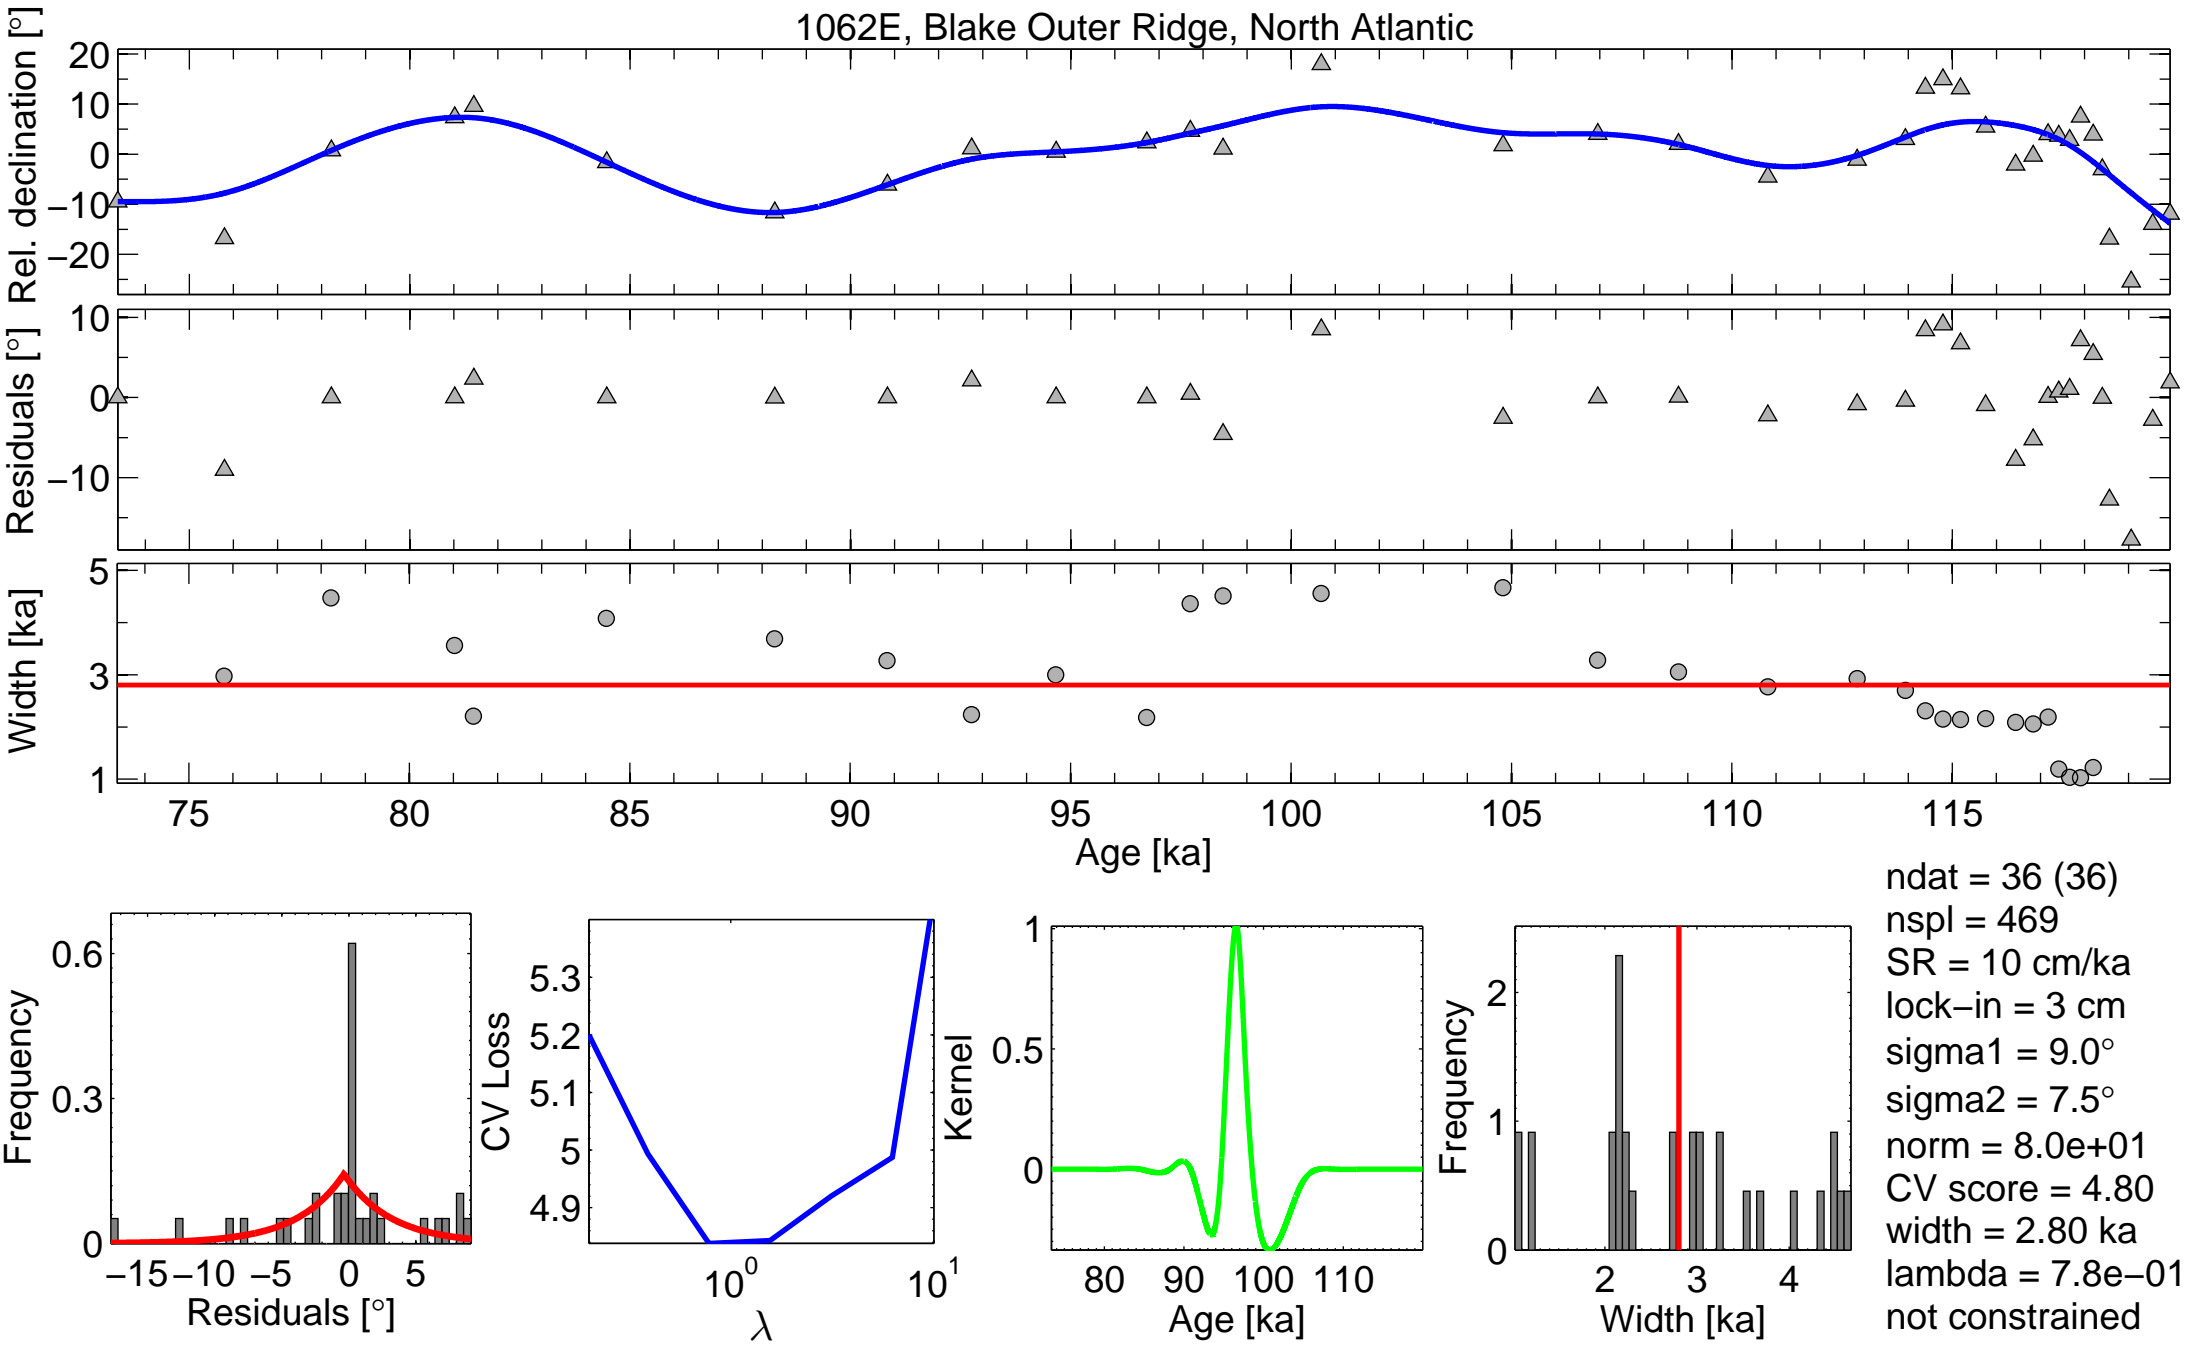 1062E, Blake Outer Ridge, North Atlantic
Rel. declination [°]
20
10
0
−10
−20
Residuals [°]
10
0
−10
Width [ka]
5
3
1
75 80 85 90 95 100 105 110 115
Age [ka]
Frequency
0.6
0.3
0
−15 −10 −5 0 5
Residuals [°]
CV Loss
5.3
5.2
5.1
5
4.9
10^0 10^1
λ
Kernel
1
0.5
0
80 90 100 110
Age [ka]
Frequency
2
1
0
2 3 4
Width [ka]
ndat = 36 (36)
nspl = 469
SR = 10 cm/ka
lock−in = 3 cm
sigma1 = 9.0°
sigma2 = 7.5°
norm = 8.0e+01
CV score = 4.80
width = 2.80 ka
lambda = 7.8e−01
not constrained